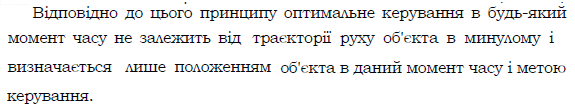 Відповідно до цього принципу оптимальне керування в будь-який
момент часу не залежить від траєкторії руху об'єкта в минулому і
визначається лише положенням об'єкта в даний момент часу і метою
керування.